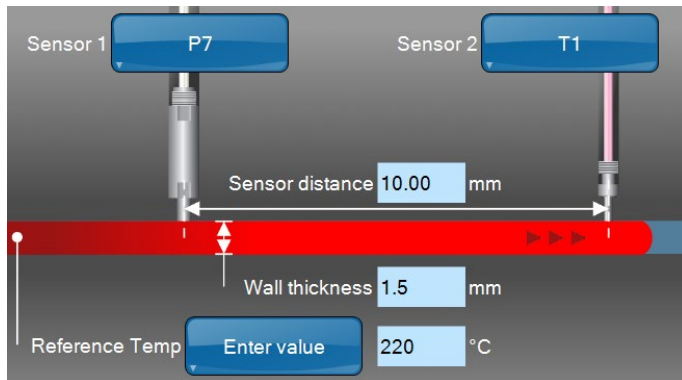 Sensor 1 P7 Sensor 2 T1
Sensor distance 10.00 mm
Wall thickness 1.5 mm
Reference Temp Enter value 220 °C